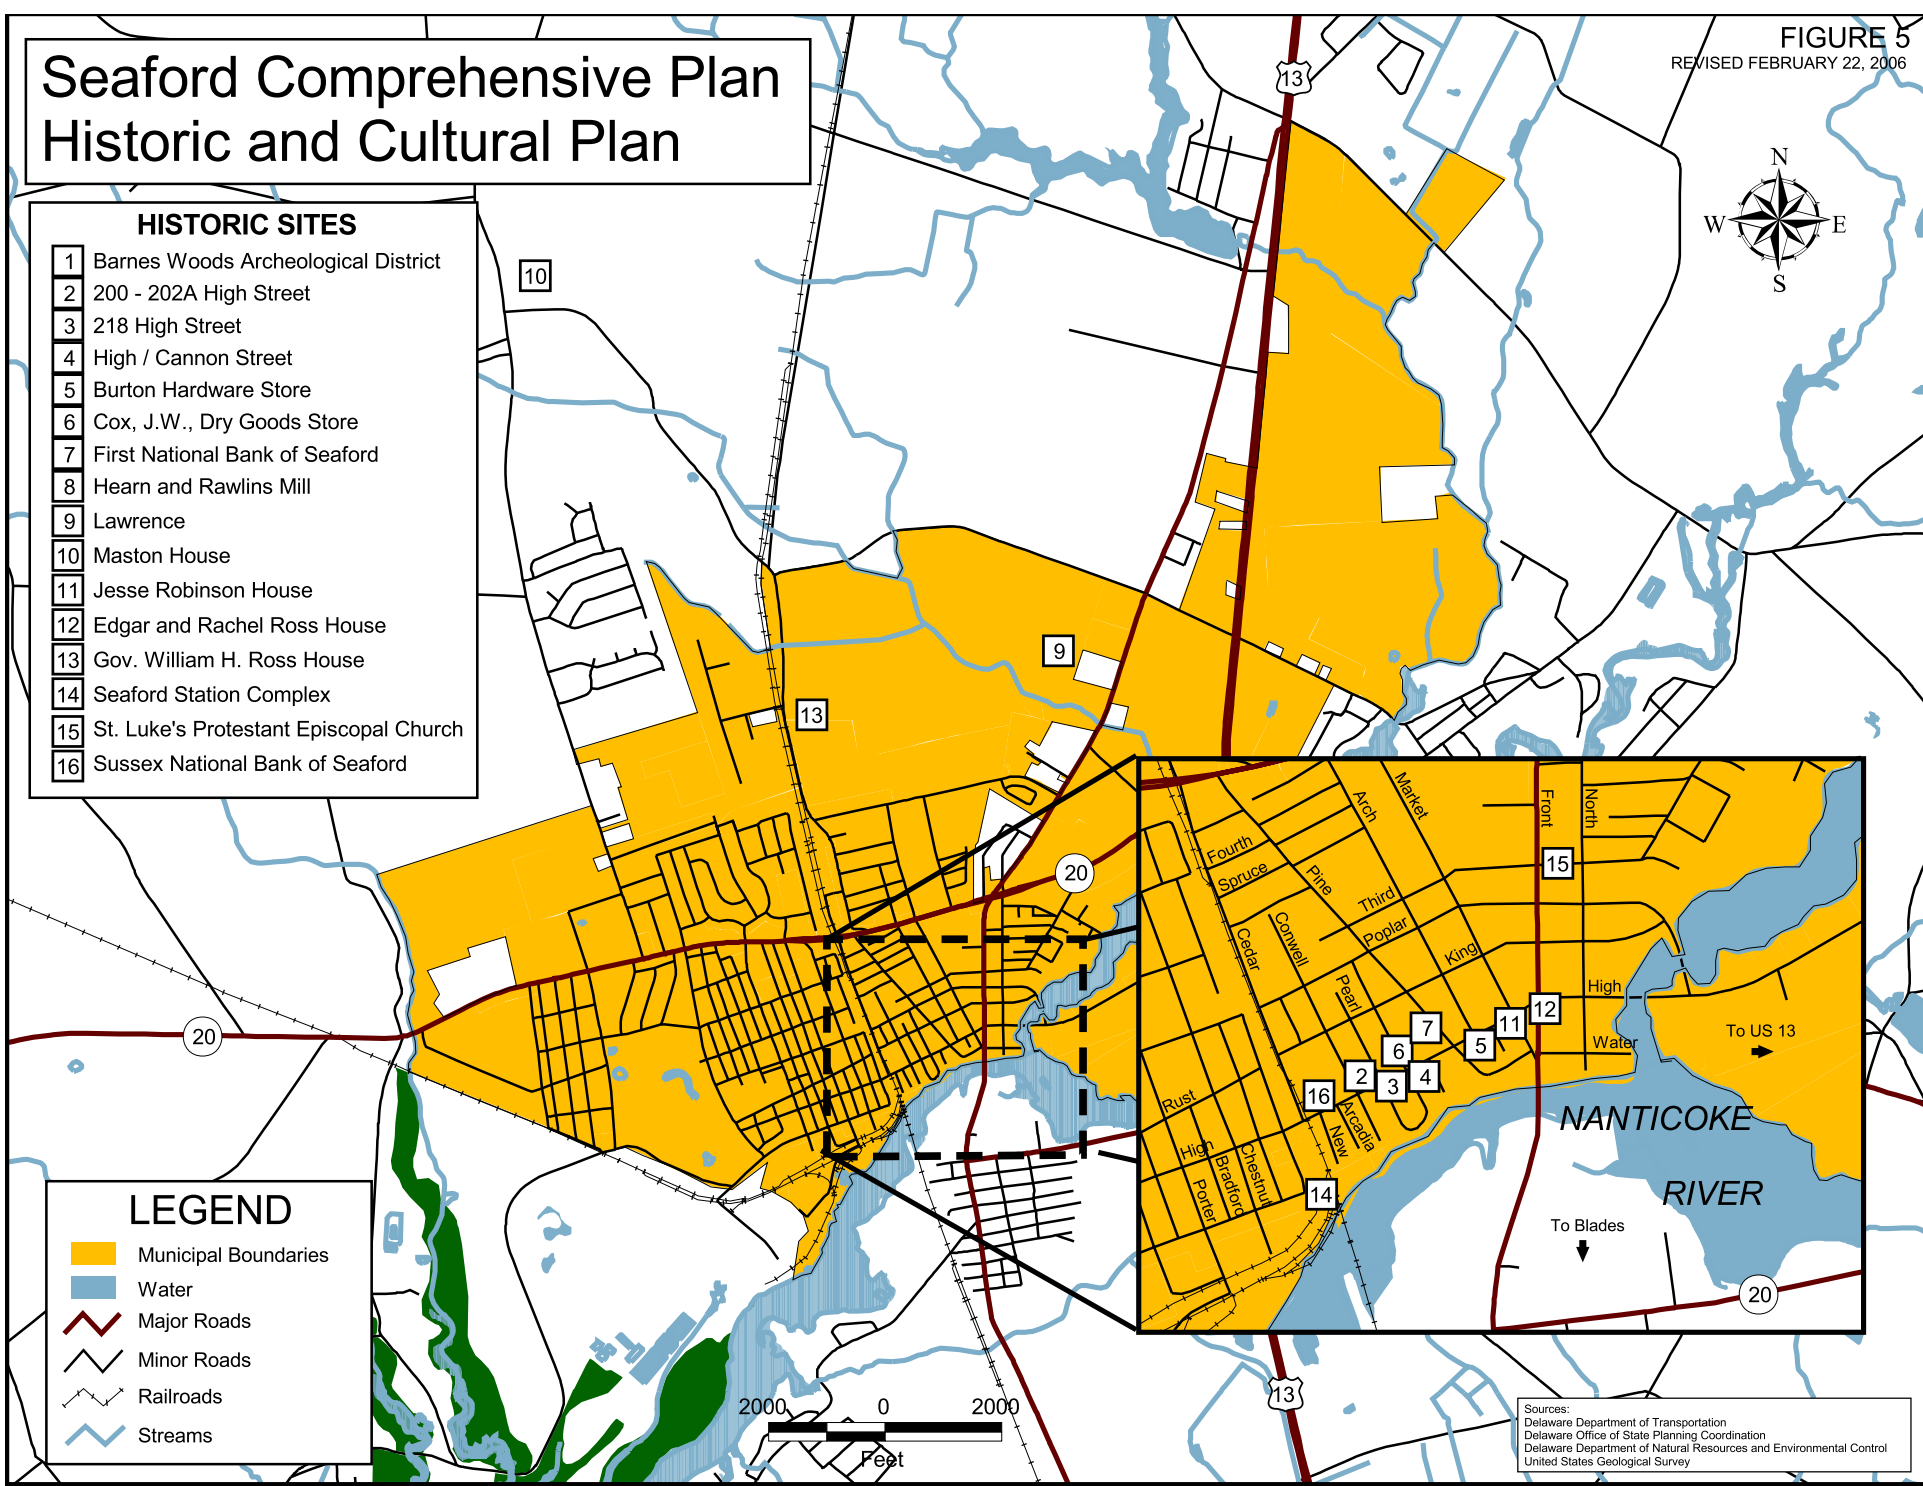 Seaford Comprehensive Plan
Historic and Cultural Plan
FIGURE 5
REVISED FEBRUARY 22, 2006
HISTORIC SITES
1 Barnes Woods Archeological District
2 200 - 202A High Street
3 218 High Street
4 High / Cannon Street
5 Burton Hardware Store
6 Cox, J.W., Dry Goods Store
7 First National Bank of Seaford
8 Hearn and Rawlins Mill
9 Lawrence
10 Maston House
11 Jesse Robinson House
12 Edgar and Rachel Ross House
13 Gov. William H. Ross House
14 Seaford Station Complex
15 St. Luke's Protestant Episcopal Church
16 Sussex National Bank of Seaford
13
N
W E
S
10
9
13
20
20
Market
Arch
Front
North
Fourth
Spruce
Pine
Third
Poplar
King
Conwell
Cedar
Pearl
15
High
12
11
7
5
6
Water
To US 13
2
3
4
16
Rust
Arcadia
New
High
Chestnut
Bradford
Porter
14
NANTICOKE
RIVER
To Blades
20
LEGEND
Municipal Boundaries
Water
Major Roads
Minor Roads
Railroads
Streams
2000 0 2000
Feet
13
Sources:
Delaware Department of Transportation
Delaware Office of State Planning Coordination
Delaware Department of Natural Resources and Environmental Control
United States Geological Survey